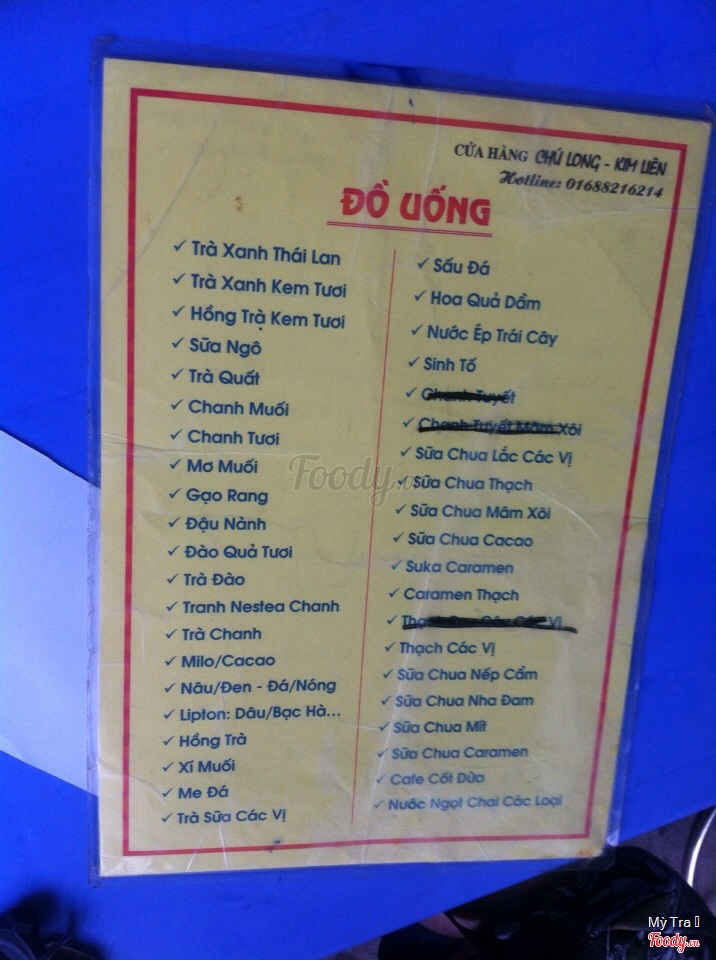 CỬA HÀNG CHÚ LONG - KIM LIÊN
Hotline: 01688216214
ĐỒ UỐNG
Trà Xanh Thái Lan
Trà Xanh Kem Tươi
Hồng Trà Kem Tươi
Sữa Ngô
Trà Quất
Chanh Muối
Chanh Tươi
Mơ Muối
Gạo Rang
Đậu Nành
Đào Quả Tươi
Trà Đào
Tranh Nestea Chanh
Trà Chanh
Milo/Cacao
Nâu/Đen - Đá/Nóng
Lipton: Dâu/Bạc Hà...
Hồng Trà
Xí Muối
Me Đá
Trà Sữa Các Vị
Sấu Đá
Hoa Quả Dầm
Nước Ép Trái Cây
Sinh Tố
Chanh Tuyết
Chanh Tuyết Mâm Xôi
Sữa Chua Lắc Các Vị
Sữa Chua Thạch
Sữa Chua Mâm Xôi
Sữa Chua Cacao
Suka Caramen
Caramen Thạch
Các Vị
Thạch Các Vị
Sữa Chua Nếp Cẩm
Sữa Chua Nha Đam
Sữa Chua Mít
Sữa Chua Caramen
Cafe Cốt Dừa
Nước Ngọt Chai Các Loại
Foody.vn
Mỳ Tra
Foody.vn